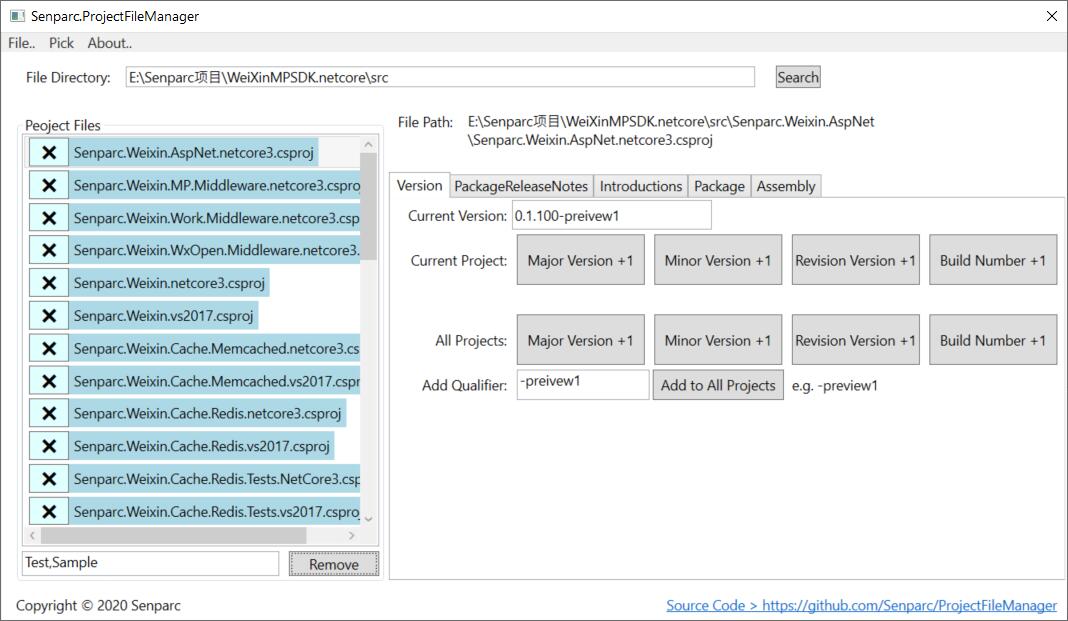 Senparc.ProjectFileManager
File.. Pick About..
File Directory: E:\Senparc项目\WeiXinMPSDK.netcore\src Search
Peoject Files
Senparc.Weixin.AspNet.netcore3.csproj
Senparc.Weixin.MP.Middleware.netcore3.cspro
Senparc.Weixin.Work.Middleware.netcore3.csp
Senparc.Weixin.WxOpen.Middleware.netcore3.
Senparc.Weixin.netcore3.csproj
Senparc.Weixin.vs2017.csproj
Senparc.Weixin.Cache.Memcached.netcore3.cs
Senparc.Weixin.Cache.Memcached.vs2017.cspr
Senparc.Weixin.Cache.Redis.netcore3.csproj
Senparc.Weixin.Cache.Redis.vs2017.csproj
Senparc.Weixin.Cache.Redis.Tests.NetCore3.csp
Senparc.Weixin.Cache.Redis.Tests.vs2017.cspro
Test,Sample Remove
File Path: E:\Senparc项目\WeiXinMPSDK.netcore\src\Senparc.Weixin.AspNet
\Senparc.Weixin.AspNet.netcore3.csproj
Version PackageReleaseNotes Introductions Package Assembly
Current Version: 0.1.100-preivew1
Current Project: Major Version +1 Minor Version +1 Revision Version +1 Build Number +1
All Projects: Major Version +1 Minor Version +1 Revision Version +1 Build Number +1
Add Qualifier: -preivew1 Add to All Projects e.g. -preview1
Copyright © 2020 Senparc
Source Code > https://github.com/Senparc/ProjectFileManager